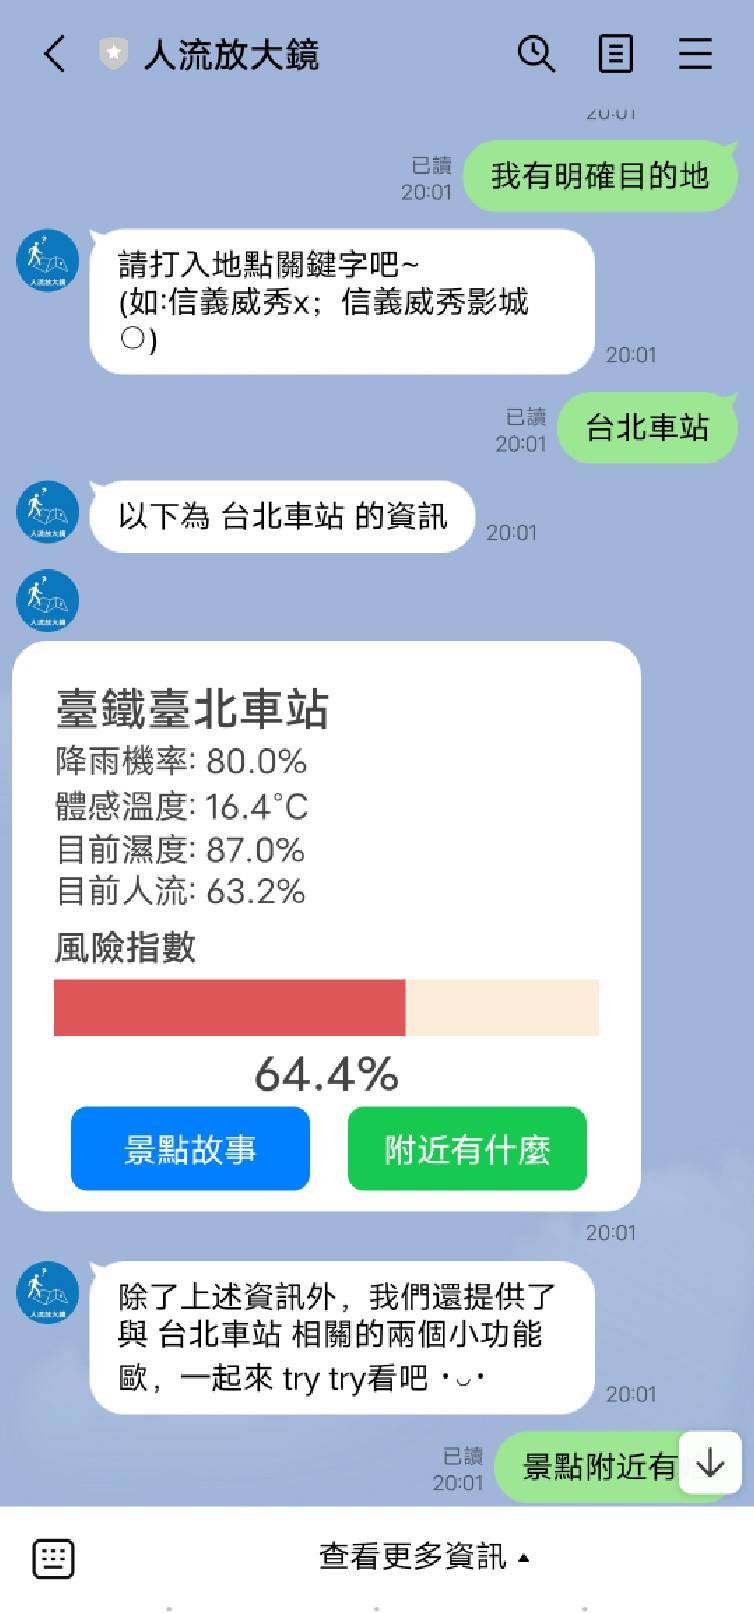 人流放大鏡
20:01
我有明確目的地
已讀
20:01
人流放大鏡
請打入地點關鍵字吧~
(如:信義威秀x；信義威秀影城
○)
20:01
台北車站
已讀
20:01
人流放大鏡
以下為 台北車站 的資訊
20:01
人流放大鏡
臺鐵臺北車站
降雨機率: 80.0%
體感溫度: 16.4°C
目前濕度: 87.0%
目前人流: 63.2%
風險指數
64.4%
景點故事
附近有什麼
20:01
人流放大鏡
除了上述資訊外，我們還提供了
與 台北車站 相關的兩個小功能
歐，一起來 try try看吧 ･◡･
20:01
景點附近有
已讀
20:01
查看更多資訊 ▲